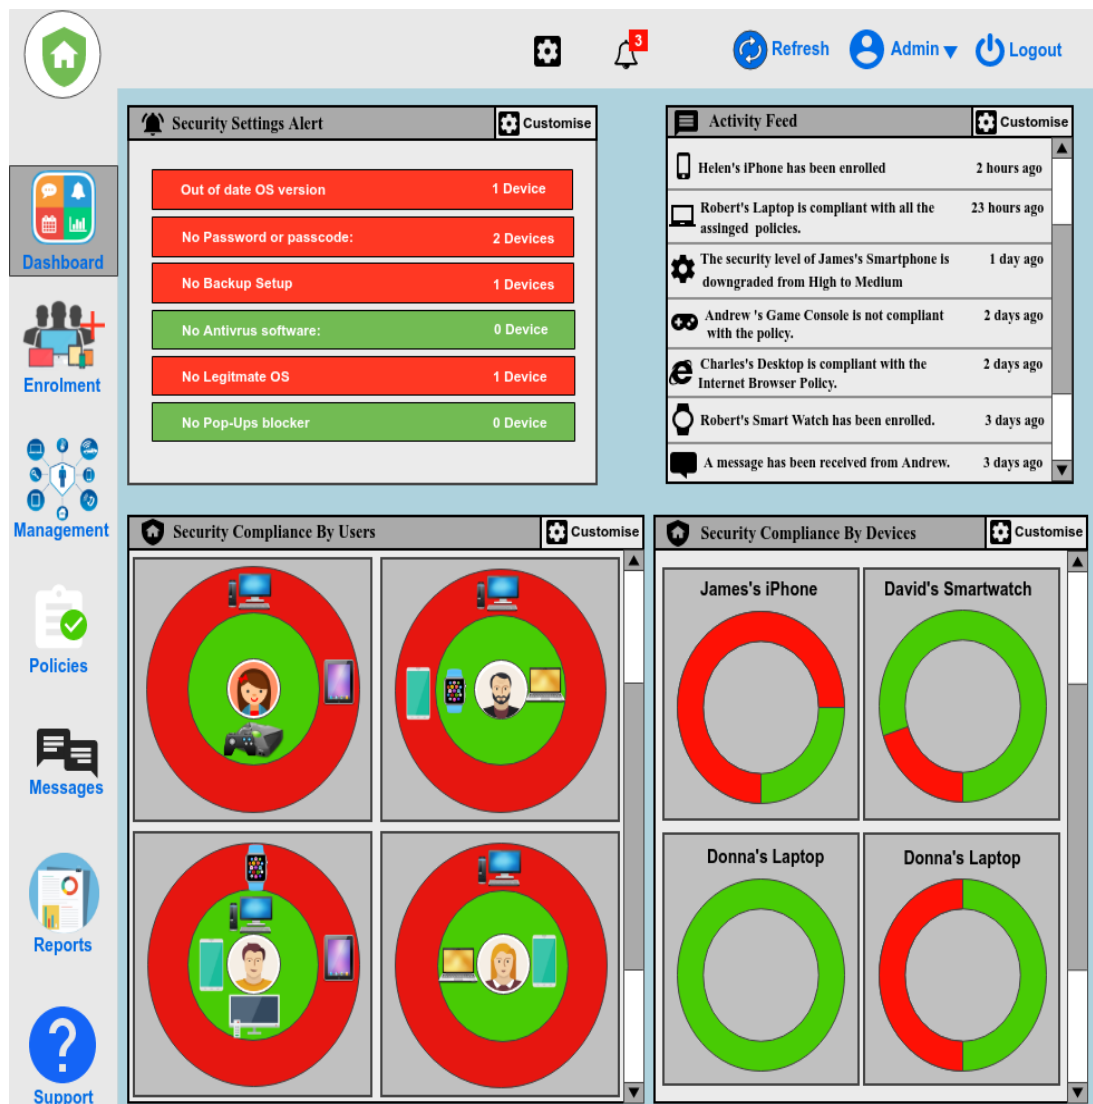 3
Refresh
Admin
Logout
Dashboard
Enrolment
Management
Policies
Messages
Reports
Support
Security Settings Alert
Customise
Out of date OS version 1 Device
No Password or passcode: 2 Devices
No Backup Setup 1 Devices
No Antivrus software: 0 Device
No Legitmate OS 1 Device
No Pop-Ups blocker 0 Device
Activity Feed
Customise
Helen's iPhone has been enrolled 2 hours ago
Robert's Laptop is compliant with all the 23 hours ago
assinged policies.
The security level of James's Smartphone is 1 day ago
downgraded from High to Medium
Andrew 's Game Console is not compliant 2 days ago
with the policy.
Charles's Desktop is compliant with the 2 days ago
Internet Browser Policy.
Robert's Smart Watch has been enrolled. 3 days ago
A message has been received from Andrew. 3 days ago
Security Compliance By Users
Customise
Security Compliance By Devices
Customise
James's iPhone
David's Smartwatch
Donna's Laptop
Donna's Laptop